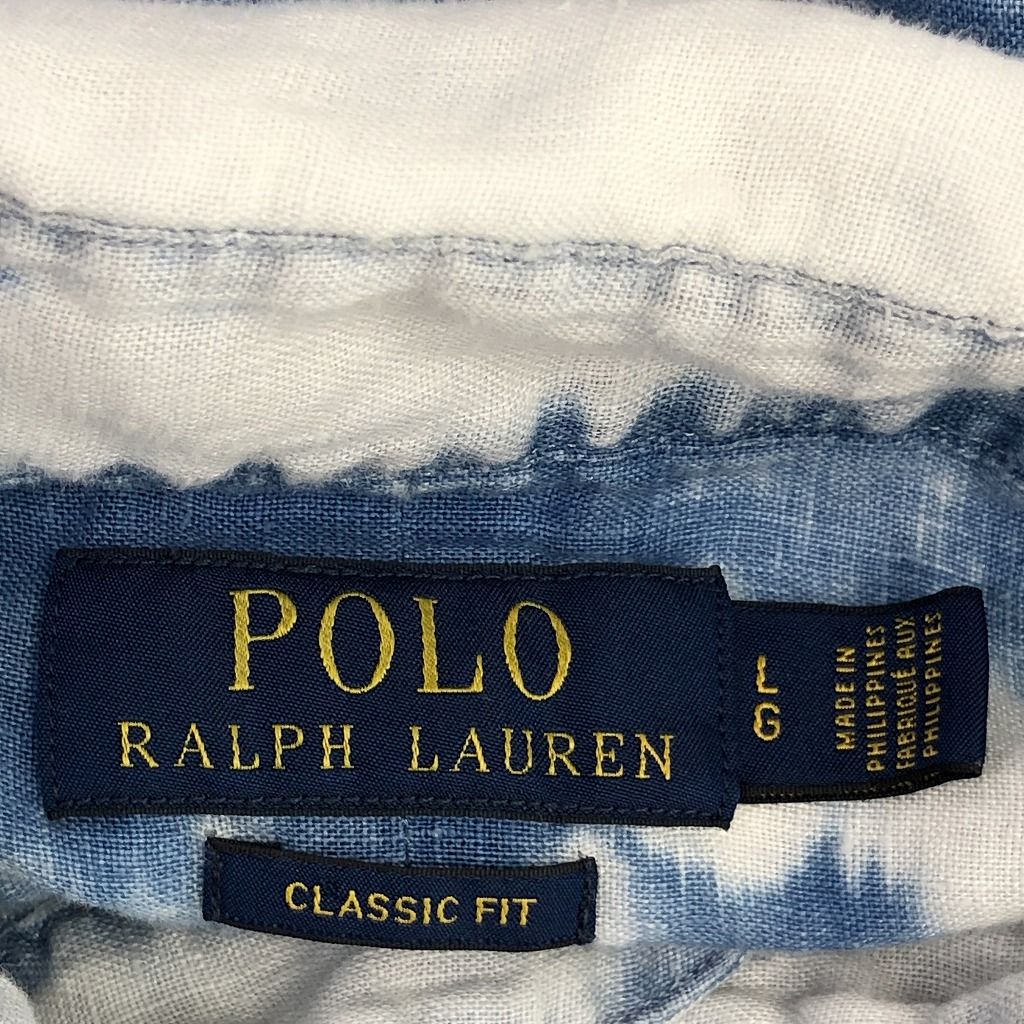 POLO
RALPH LAUREN
L
G
MADE IN
PHILIPPINES
FABRIQUÉ AUX
PHILIPPINES
CLASSIC FIT